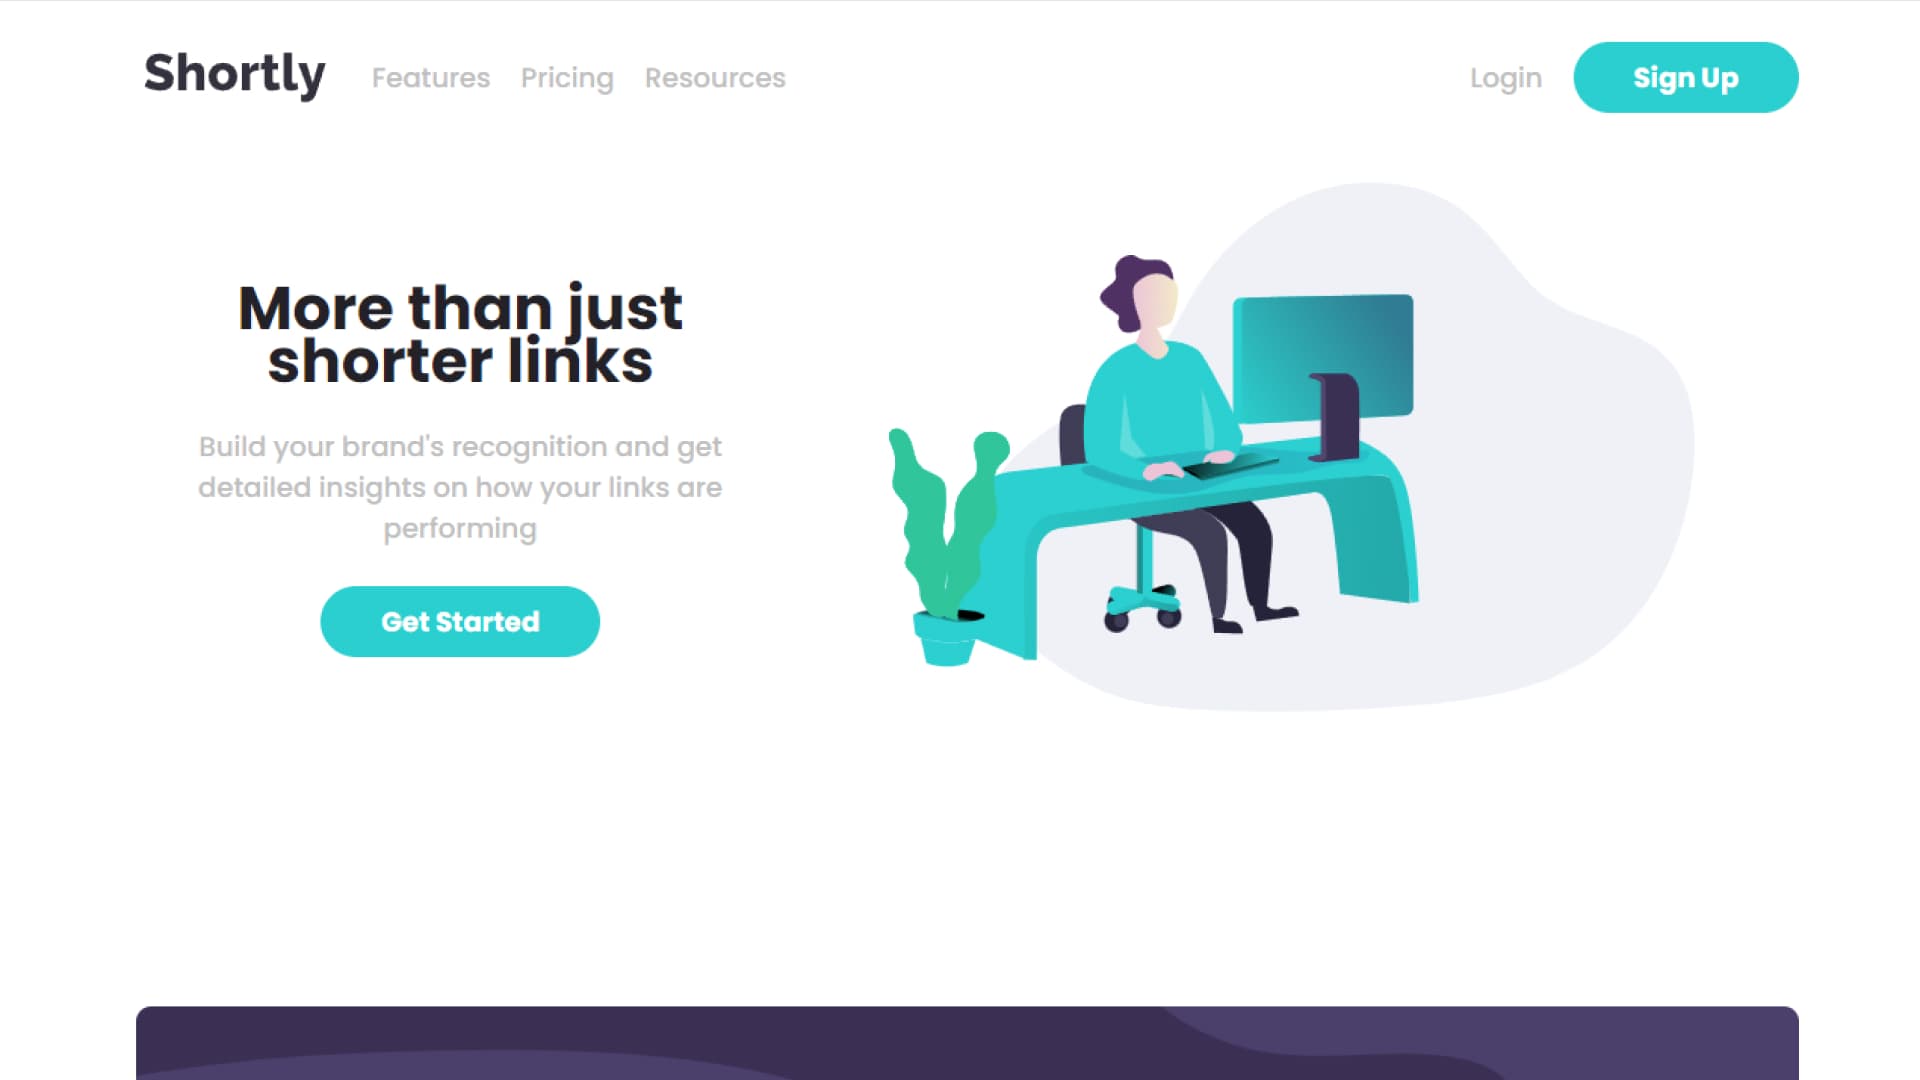 Shortly Features Pricing Resources Login Sign Up
More than just
shorter links
Build your brand's recognition and get
detailed insights on how your links are
performing
Get Started